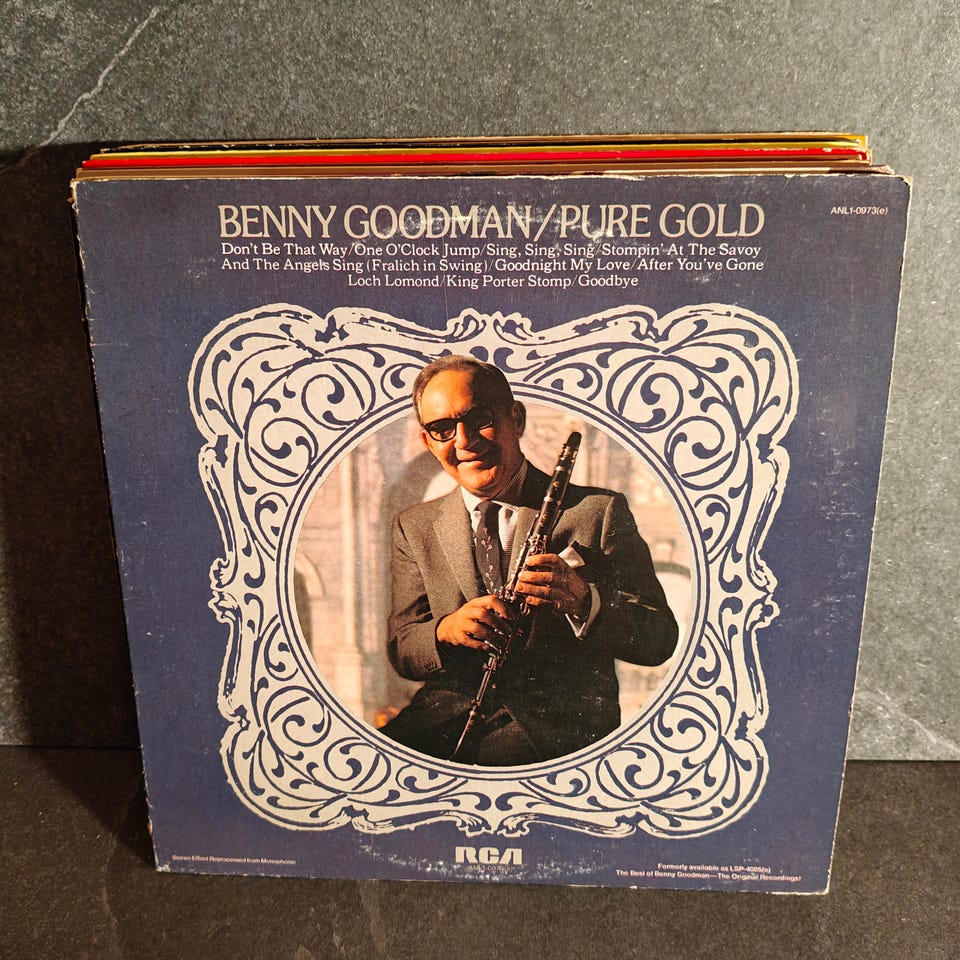 BENNY GOODMAN/PURE GOLD
ANL1-0973(e)
Don't Be That Way/One O'Clock Jump/Sing, Sing, Sing/Stompin' At The Savoy
And The Angels Sing (Fralich in Swing)/Goodnight My Love/After You've Gone
Loch Lomond/King Porter Stomp/Goodbye
RCA
Stereo Effect Reprocessed from Monophonic
Formerly available as LSP-4005(e)
The Best of Benny Goodman—The Original Recordings!